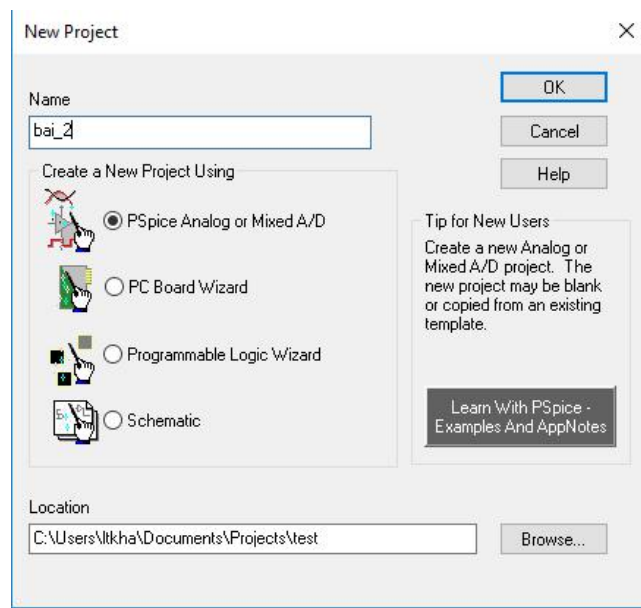 New Project
Name
bai_2
OK
Cancel
Help
Create a New Project Using
PSpice Analog or Mixed A/D
PC Board Wizard
Programmable Logic Wizard
Schematic
Tip for New Users
Create a new Analog or
Mixed A/D project. The
new project may be blank
or copied from an existing
template.
Learn With PSpice -
Examples And AppNotes
Location
C:\Users\ltkha\Documents\Projects\test
Browse...